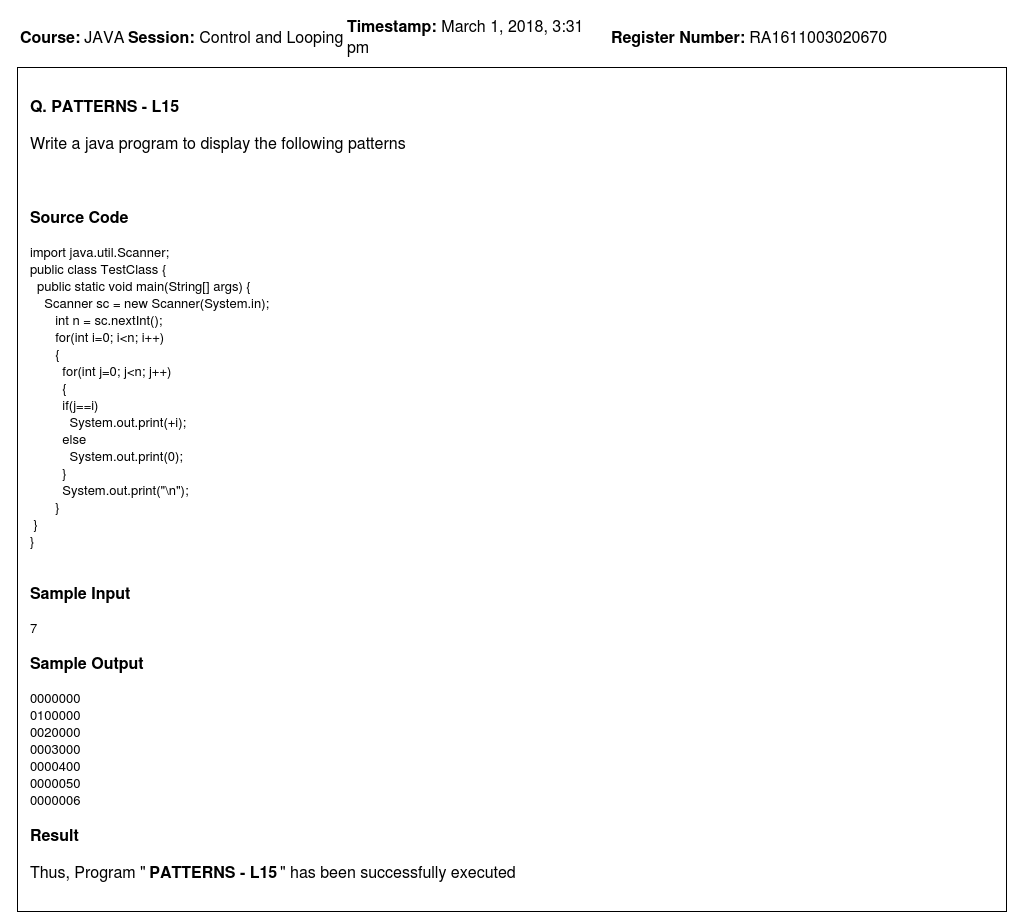 Course: JAVA Session: Control and Looping Timestamp: March 1, 2018, 3:31 pm Register Number: RA1611003020670
Q. PATTERNS - L15
Write a java program to display the following patterns
Source Code
import java.util.Scanner;
public class TestClass {
  public static void main(String[] args) {
    Scanner sc = new Scanner(System.in);
       int n = sc.nextInt();
       for(int i=0; i<n; i++)
       {
         for(int j=0; j<n; j++)
         {
         if(j==i)
           System.out.print(+i);
         else
           System.out.print(0);
         }
         System.out.print("\n");
       }
 }
}
Sample Input
7
Sample Output
0000000
0100000
0020000
0003000
0000400
0000050
0000006
Result
Thus, Program " PATTERNS - L15 " has been successfully executed